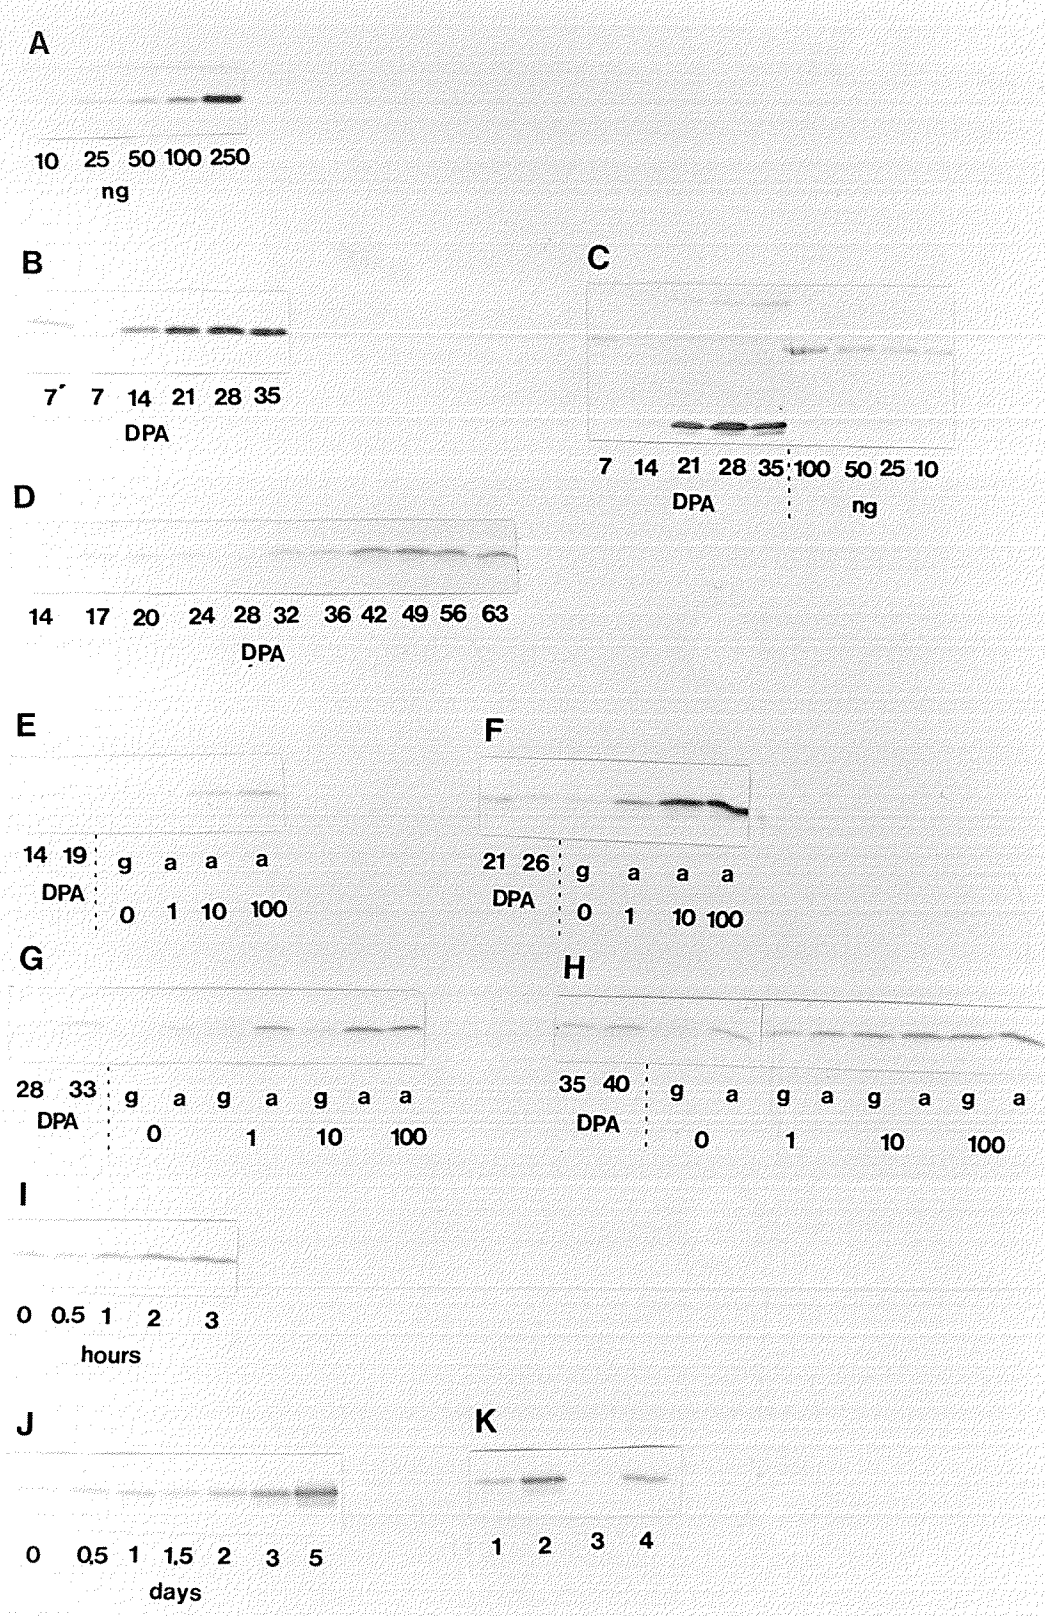 A
10 25 50 100 250
ng
B
7´ 7 14 21 28 35
DPA
C
7 14 21 28 35 100 50 25 10
DPA ng
D
14 17 20 24 28 32 36 42 49 56 63
DPA
E
14 19 g a a a
DPA 0 1 10 100
F
21 26 g a a a
DPA 0 1 10 100
G
28 33 g a g a g a a
DPA 0 1 10 100
H
35 40 g a g a g a g a
DPA 0 1 10 100
I
0 0.5 1 2 3
hours
J
0 0.5 1 1.5 2 3 5
days
K
1 2 3 4